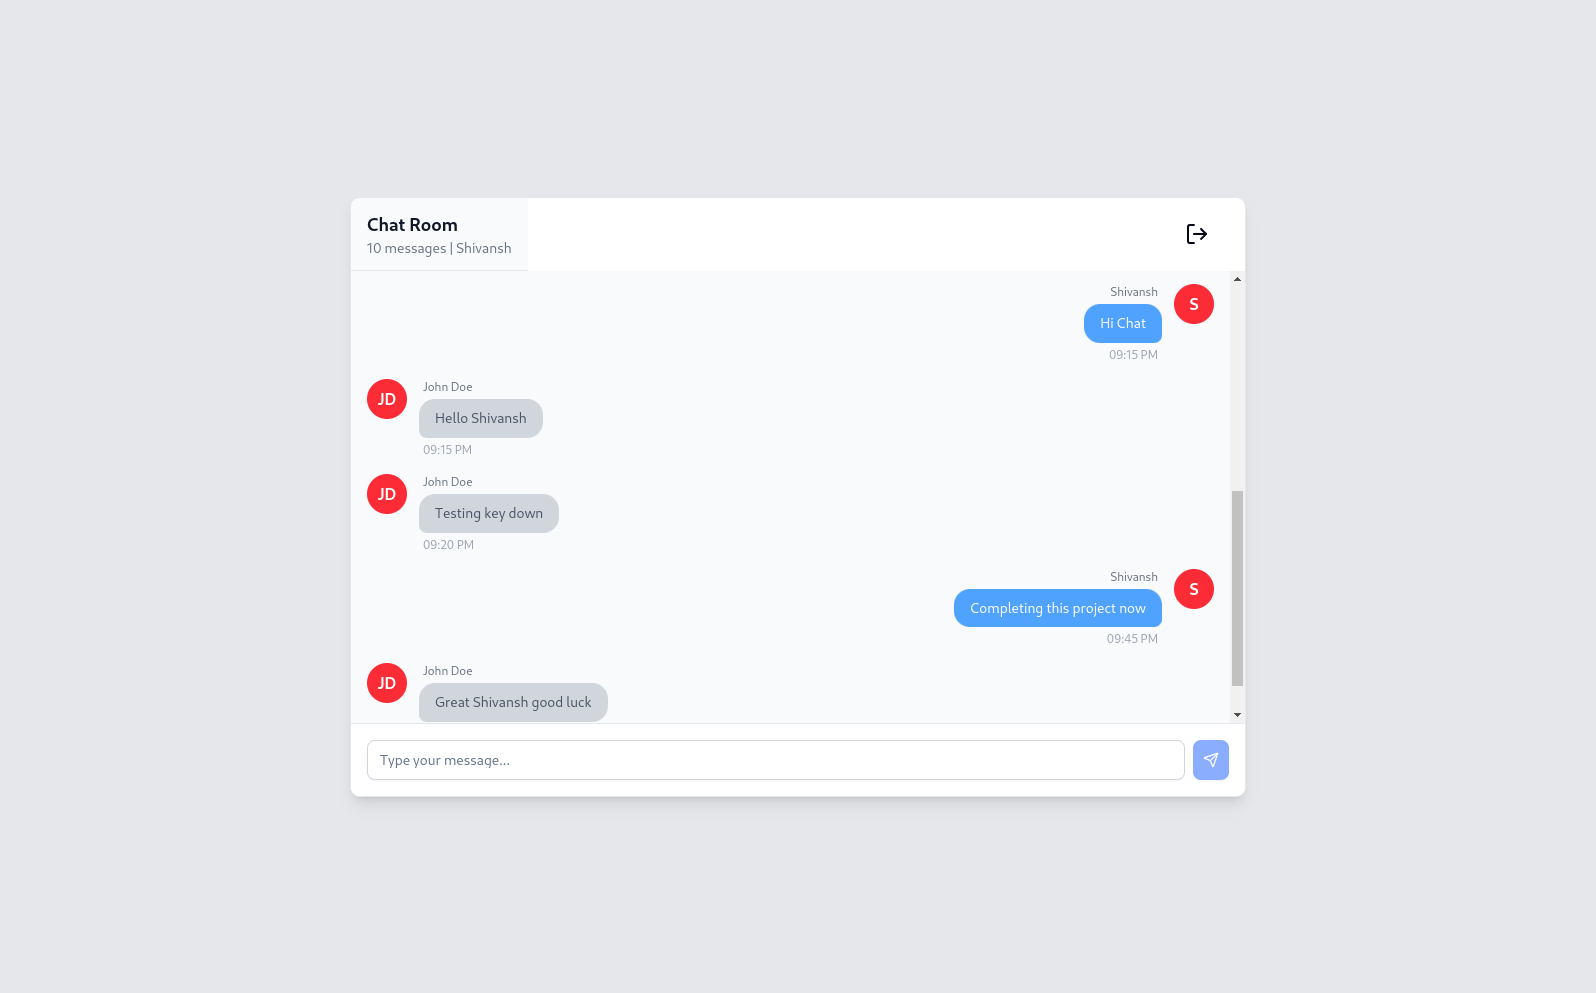 Chat Room
10 messages | Shivansh
Shivansh
S
Hi Chat
09:15 PM
John Doe
JD
Hello Shivansh
09:15 PM
John Doe
JD
Testing key down
09:20 PM
Shivansh
S
Completing this project now
09:45 PM
John Doe
JD
Great Shivansh good luck
Type your message...